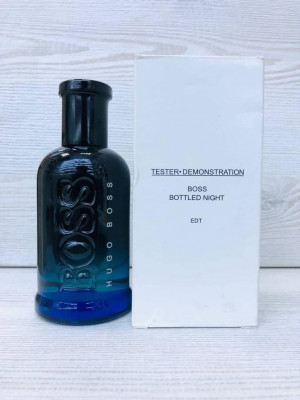 BOSS
HUGO BOSS
TESTER•DEMONSTRATION
BOSS
BOTTLED NIGHT
EDT